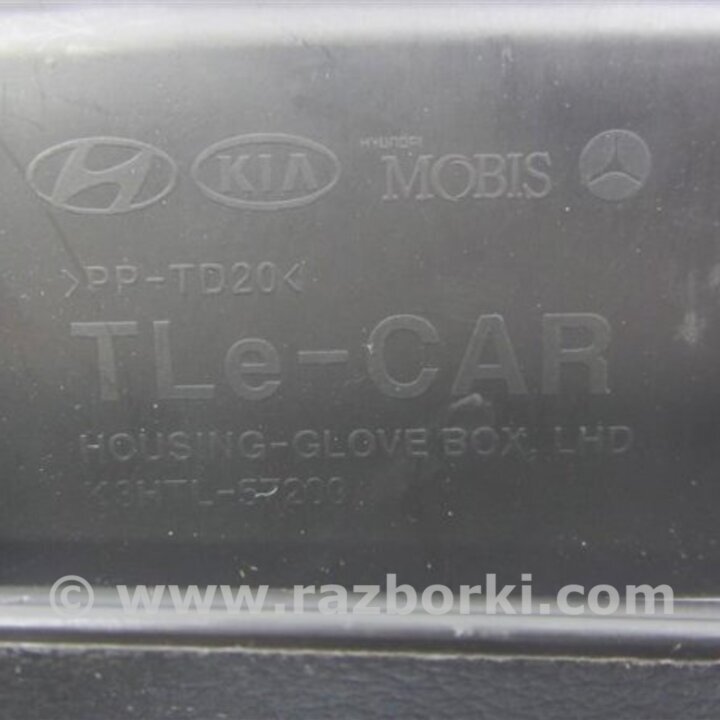 KIA HYUNDAI MOBIS
>PP-TD20<
TLe-CAR
HOUSING-GLOVE BOX, LHD
© www.razborki.com